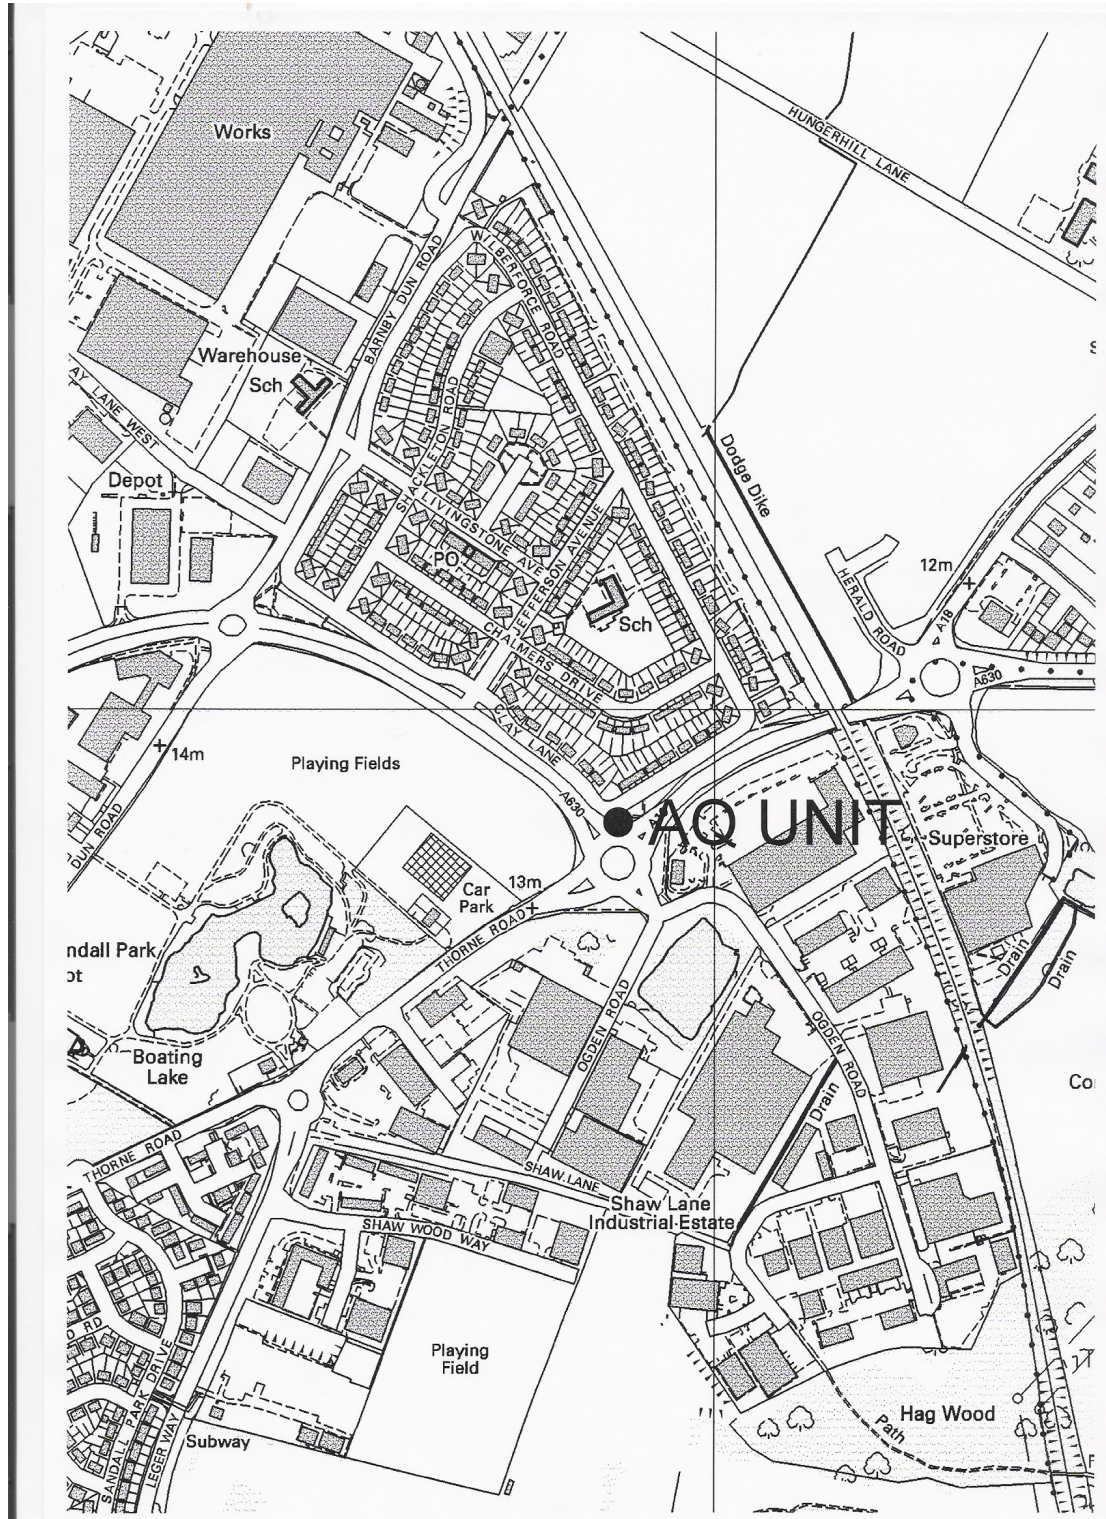 Works
HUNGERHILL LANE
BARNBY DUN ROAD
WILBERFORCE ROAD
Warehouse
Sch
AY LANE WEST
SHACKLETON ROAD
Dodge Dike
Depot
LIVINGSTONE AVE
JEFFERSON AVENUE
PO
12m
HERALD ROAD
A18
Sch
CHALMERS DRIVE
A630
CLAY LANE
14m
Playing Fields
A630
AQ UNIT
DUN ROAD
Superstore
13m
Car
Park
THORNE ROAD
ndall Park
ot
Drain
Drain
OGDEN ROAD
OGDEN ROAD
Boating
Lake
Co
Drain
THORNE ROAD
SHAW LANE
Shaw Lane
Industrial Estate
SHAW WOOD WAY
D RD
Playing
Field
SANDALL PARK DRIVE
LEGER WAY
Subway
Hag Wood
Path